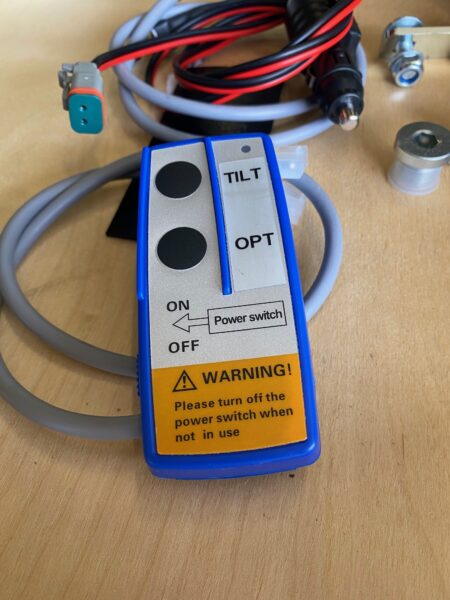 TILT
OPT
ON
Power switch
OFF
WARNING!
Please turn off the
power switch when
not in use